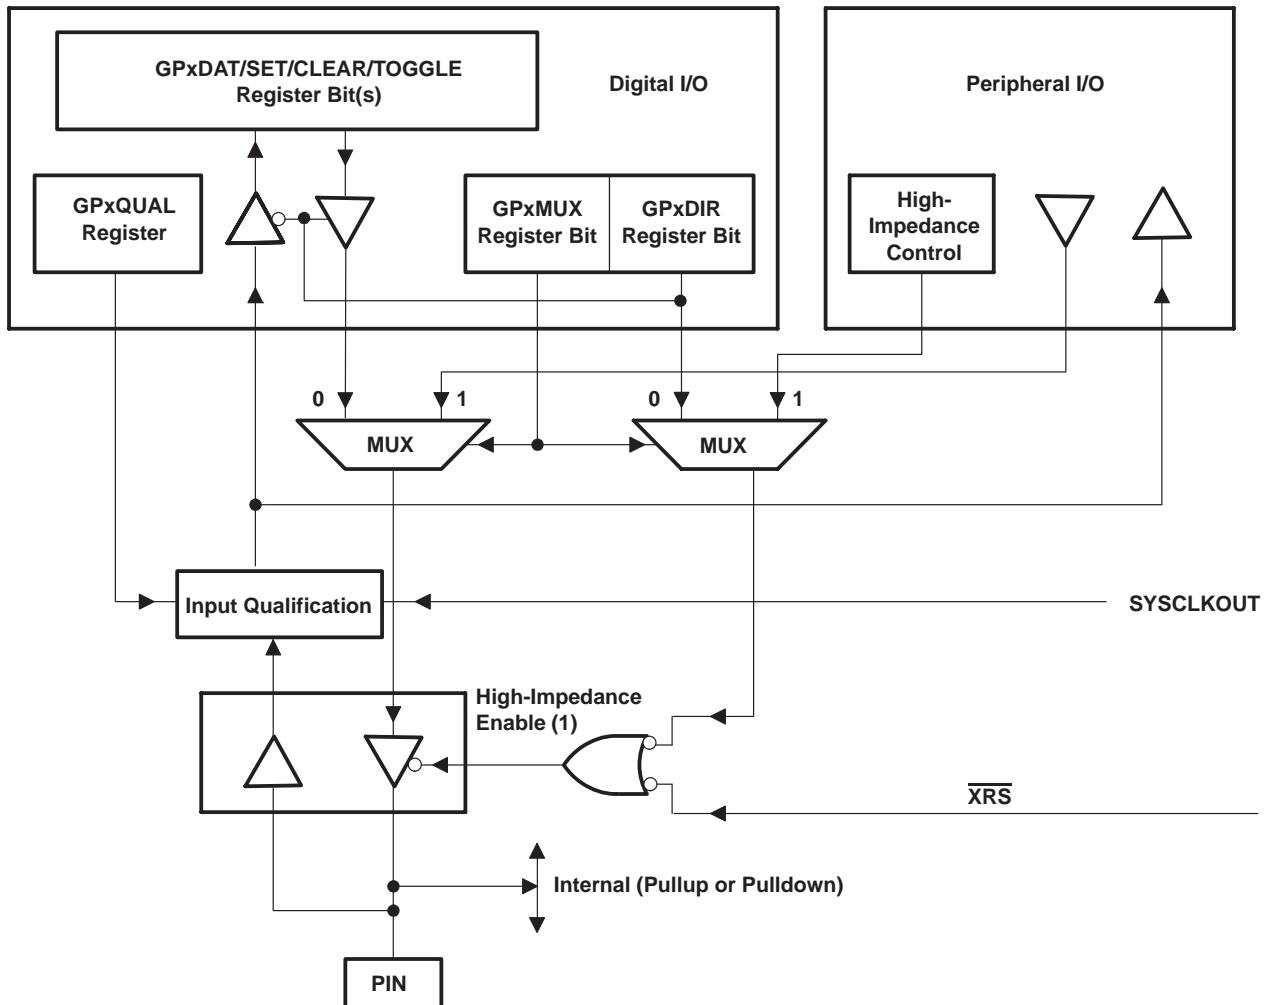 GPxDAT/SET/CLEAR/TOGGLE
Register Bit(s)
Digital I/O
Peripheral I/O
GPxQUAL
Register
GPxMUX
Register Bit
GPxDIR
Register Bit
High-
Impedance
Control
0
1
0
1
MUX
MUX
Input Qualification
SYSCLKOUT
High-Impedance
Enable (1)
XRS
Internal (Pullup or Pulldown)
PIN